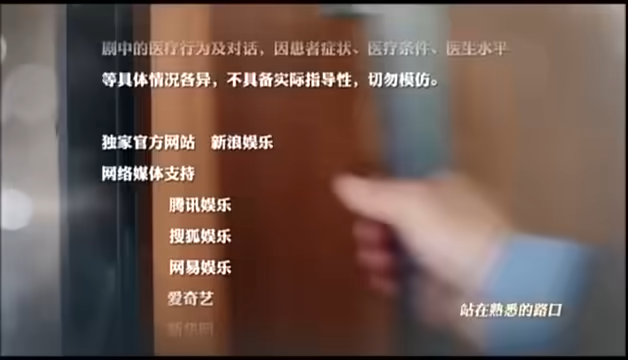 剧中的医疗行为及对话，因患者症状、医疗条件、医生水平
等具体情况各异，不具备实际指导性，切勿模仿。
独家官方网站　新浪娱乐
网络媒体支持
腾讯娱乐
搜狐娱乐
网易娱乐
爱奇艺
站在熟悉的路口